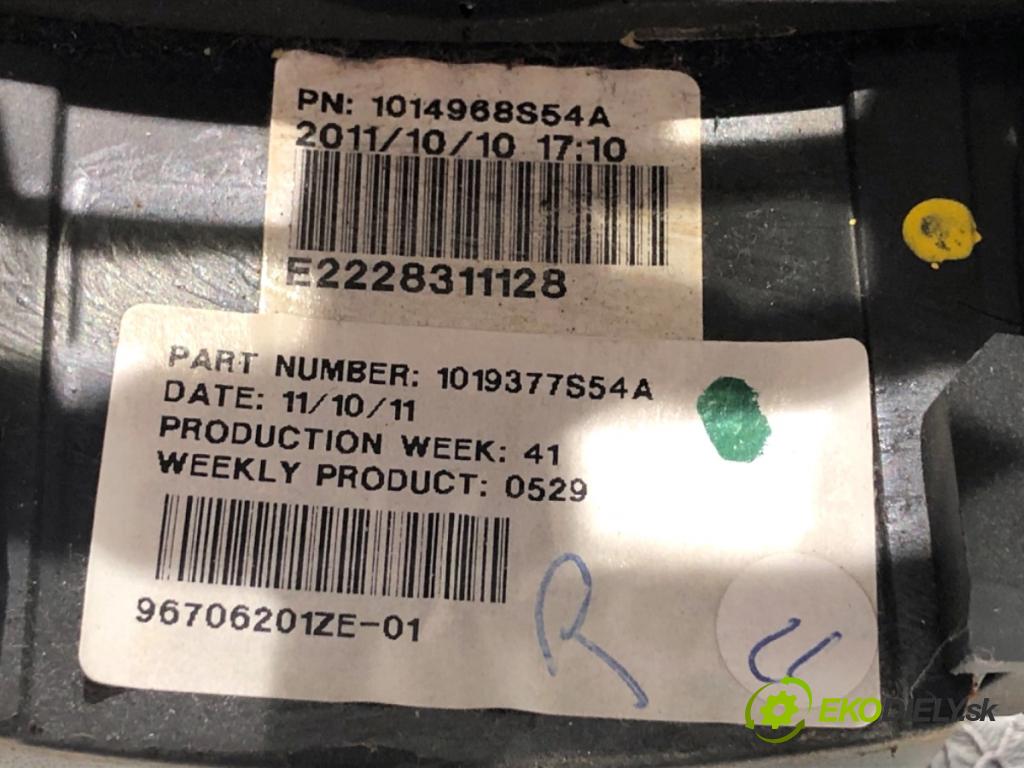 PN: 1014968S54A
2011/10/10 17:10
E2228311128
PART NUMBER: 1019377S54A
DATE: 11/10/11
PRODUCTION WEEK: 41
WEEKLY PRODUCT: 0529
96706201ZE-01
R
EKODIELY.sk